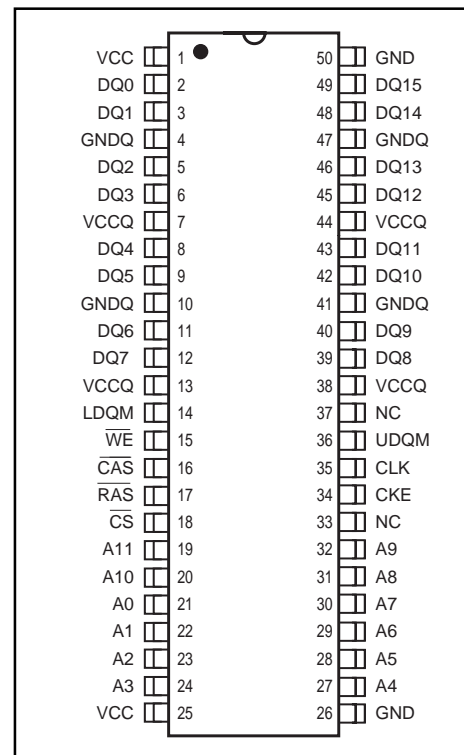 VCC 1 50 GND
DQ0 2 49 DQ15
DQ1 3 48 DQ14
GNDQ 4 47 GNDQ
DQ2 5 46 DQ13
DQ3 6 45 DQ12
VCCQ 7 44 VCCQ
DQ4 8 43 DQ11
DQ5 9 42 DQ10
GNDQ 10 41 GNDQ
DQ6 11 40 DQ9
DQ7 12 39 DQ8
VCCQ 13 38 VCCQ
LDQM 14 37 NC
W̅E̅ 15 36 UDQM
C̅A̅S̅ 16 35 CLK
R̅A̅S̅ 17 34 CKE
C̅S̅ 18 33 NC
A11 19 32 A9
A10 20 31 A8
A0 21 30 A7
A1 22 29 A6
A2 23 28 A5
A3 24 27 A4
VCC 25 26 GND